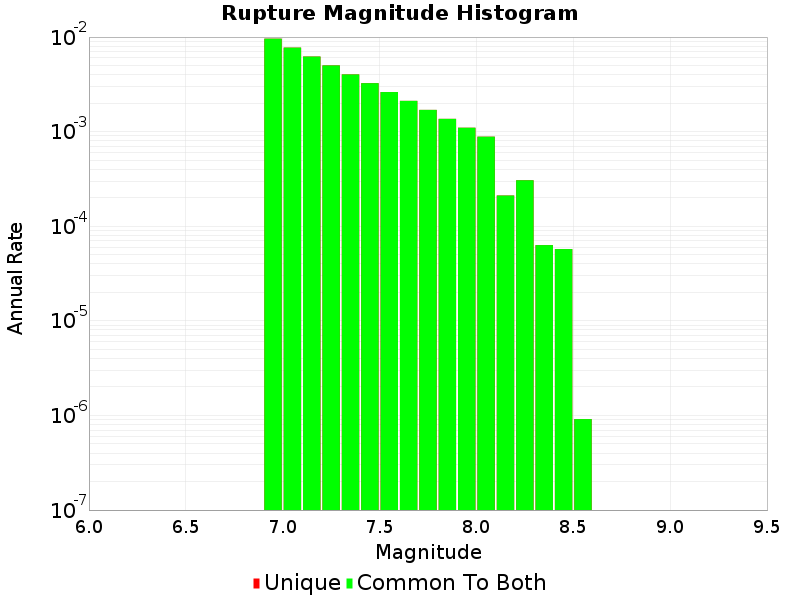 Rupture Magnitude Histogram
Annual Rate
10-2
10-3
10-4
10-5
10-6
10-7
6.0 6.5 7.0 7.5 8.0 8.5 9.0 9.5
Magnitude
Unique Common To Both